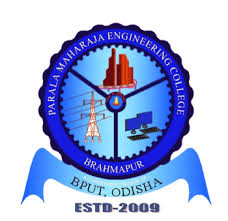 PARALA MAHARAJA ENGINEERING COLLEGE
BRAHMAPUR
BPUT, ODISHA
ESTD-2009